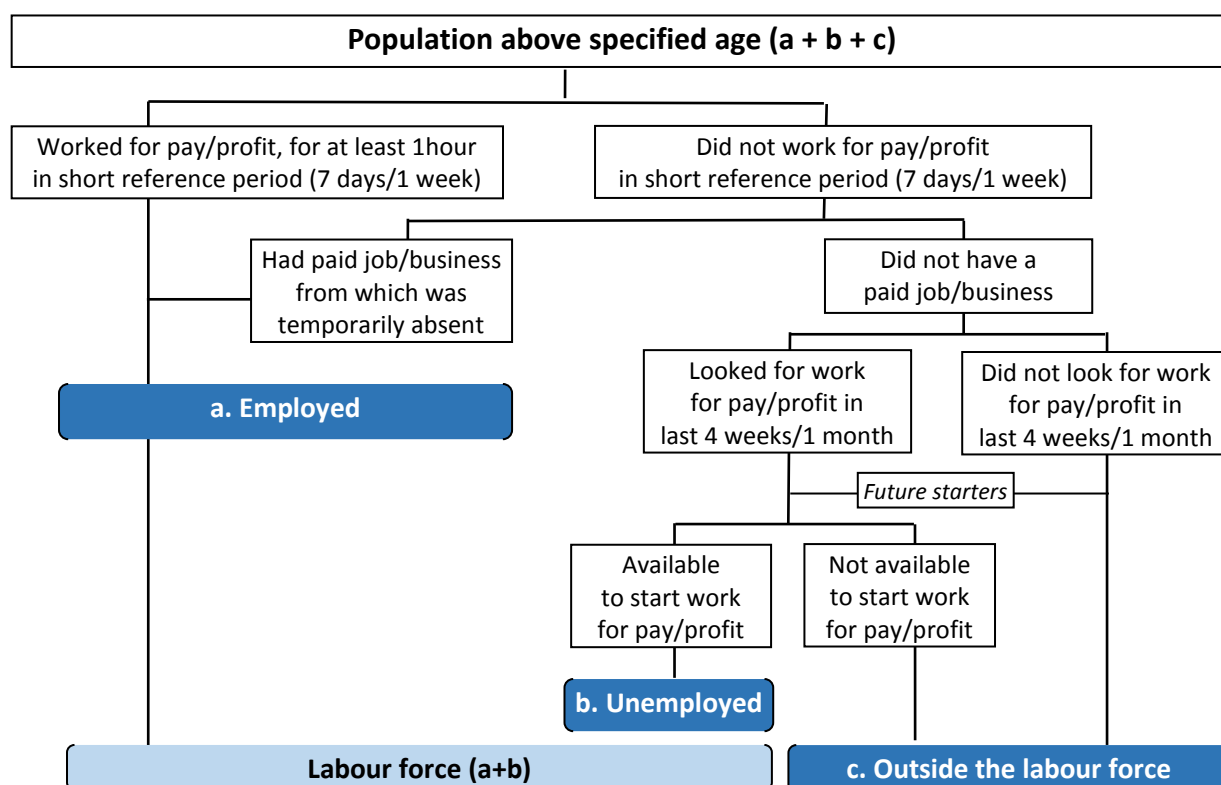 Population above specified age (a + b + c)
Worked for pay/profit, for at least 1hour
in short reference period (7 days/1 week)
Did not work for pay/profit
in short reference period (7 days/1 week)
Had paid job/business
from which was
temporarily absent
Did not have a
paid job/business
Looked for work
for pay/profit in
last 4 weeks/1 month
Did not look for work
for pay/profit in
last 4 weeks/1 month
a. Employed
Future starters
Available
to start work
for pay/profit
Not available
to start work
for pay/profit
b. Unemployed
Labour force (a+b)
c. Outside the labour force